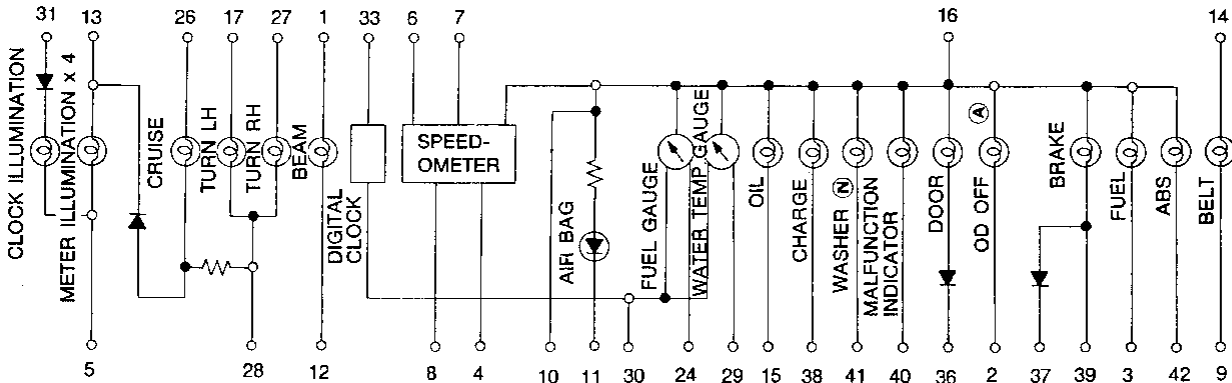 31
13
26
17
27
1
33
6
7
16
14
CLOCK ILLUMINATION
METER ILLUMINATION x 4
CRUISE
TURN LH
TURN RH
BEAM
DIGITAL
CLOCK
SPEED-
OMETER
AIR BAG
FUEL GAUGE
WATER TEMP GAUGE
OIL
CHARGE
WASHER Ⓝ
MALFUNCTION
INDICATOR
DOOR
OD OFF Ⓐ
BRAKE
FUEL
ABS
BELT
5
28
12
8
4
10
11
30
24
29
15
38
41
40
36
2
37
39
3
42
9